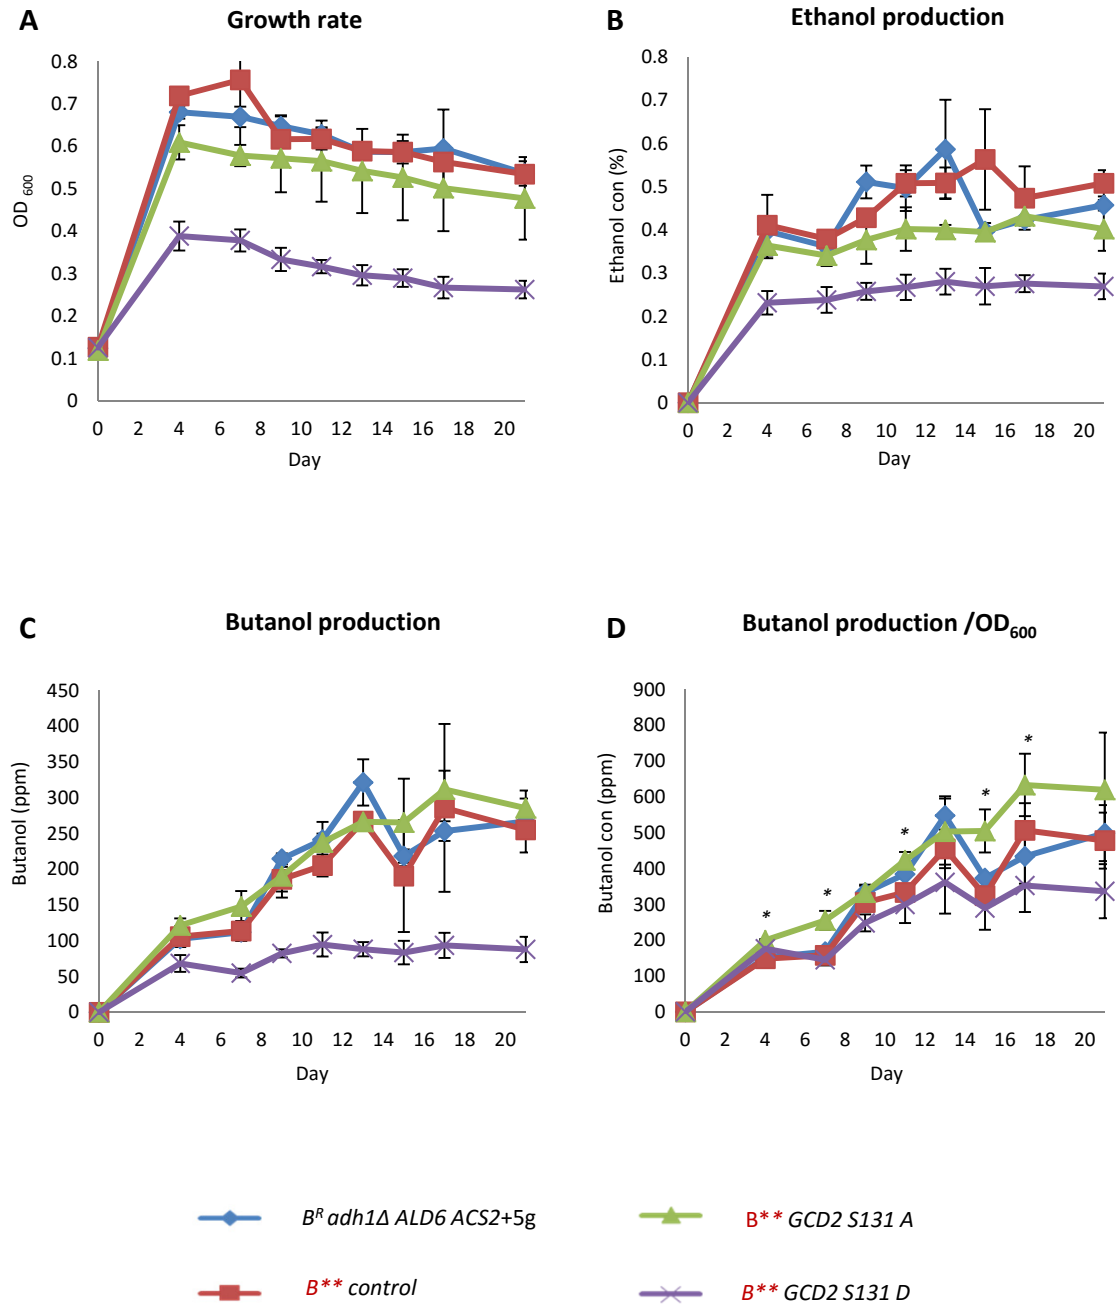 A Growth rate
0.8
0.7
0.6
0.5
0.4
0.3
0.2
0.1
0
OD 600
0 2 4 6 8 10 12 14 16 18 20
Day
B Ethanol production
0.8
0.7
0.6
0.5
0.4
0.3
0.2
0.1
0
Ethanol con (%)
0 2 4 6 8 10 12 14 16 18 20
Day
C Butanol production
450
400
350
300
250
200
150
100
50
0
Butanol (ppm)
0 2 4 6 8 10 12 14 16 18 20
Day
D Butanol production /OD600
900
800
700
600
500
400
300
200
100
0
Butanol con (ppm)
* * * * *
0 2 4 6 8 10 12 14 16 18 20
Day
B^R adh1Δ ALD6 ACS2+5g
B** GCD2 S131 A
B** control
B** GCD2 S131 D